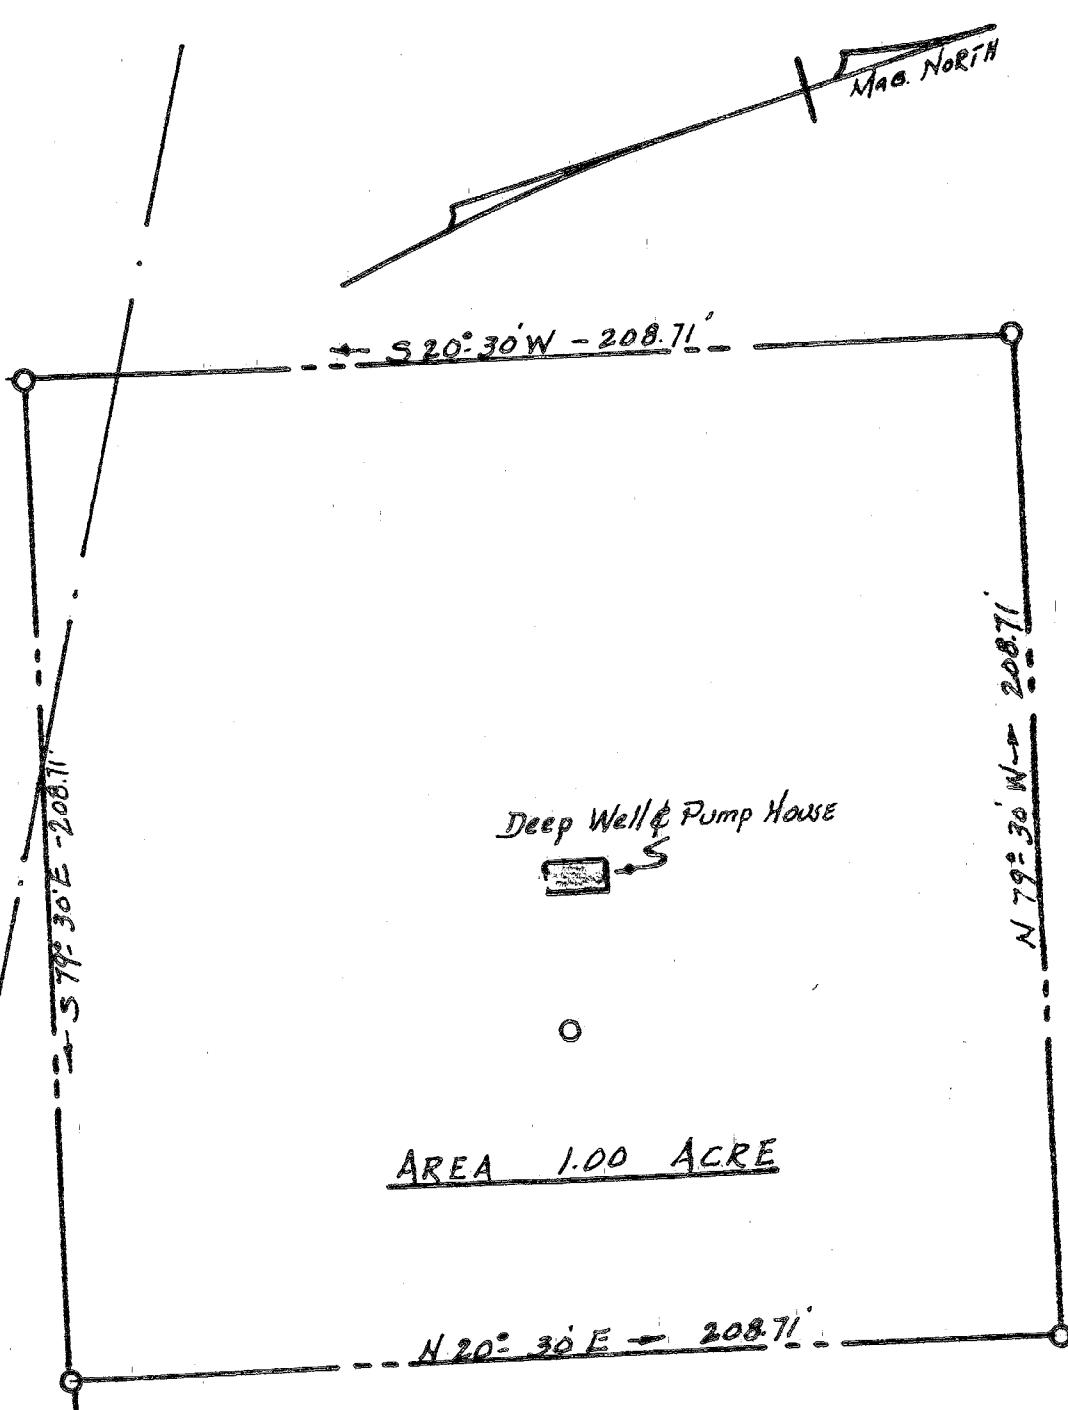 MAG. NORTH
S 20° 30' W - 208.71'
N 79° 30' W 208.71'
S 79° 30' E - 208.71'
Deep Well & Pump House
AREA 1.00 ACRE
N 20° 30' E 208.71'